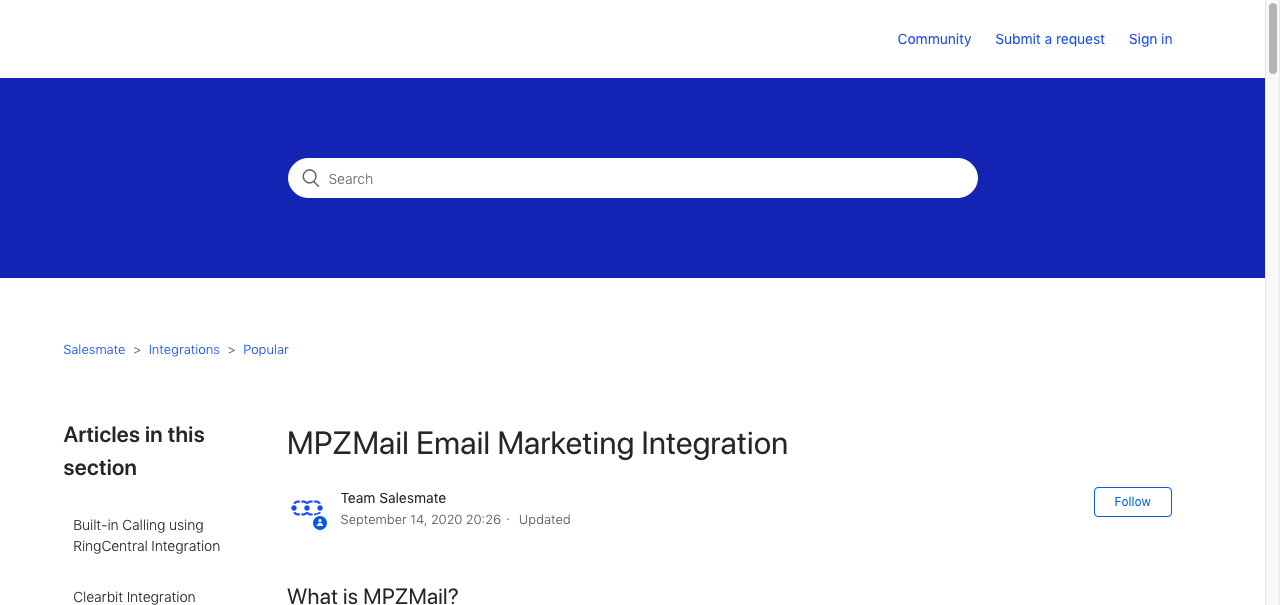 Community Submit a request Sign in
Search
Salesmate > Integrations > Popular
Articles in this
section
MPZMail Email Marketing Integration
Team Salesmate
September 14, 2020 20:26 · Updated
Follow
Built-in Calling using
RingCentral Integration
Clearbit Integration
What is MPZMail?